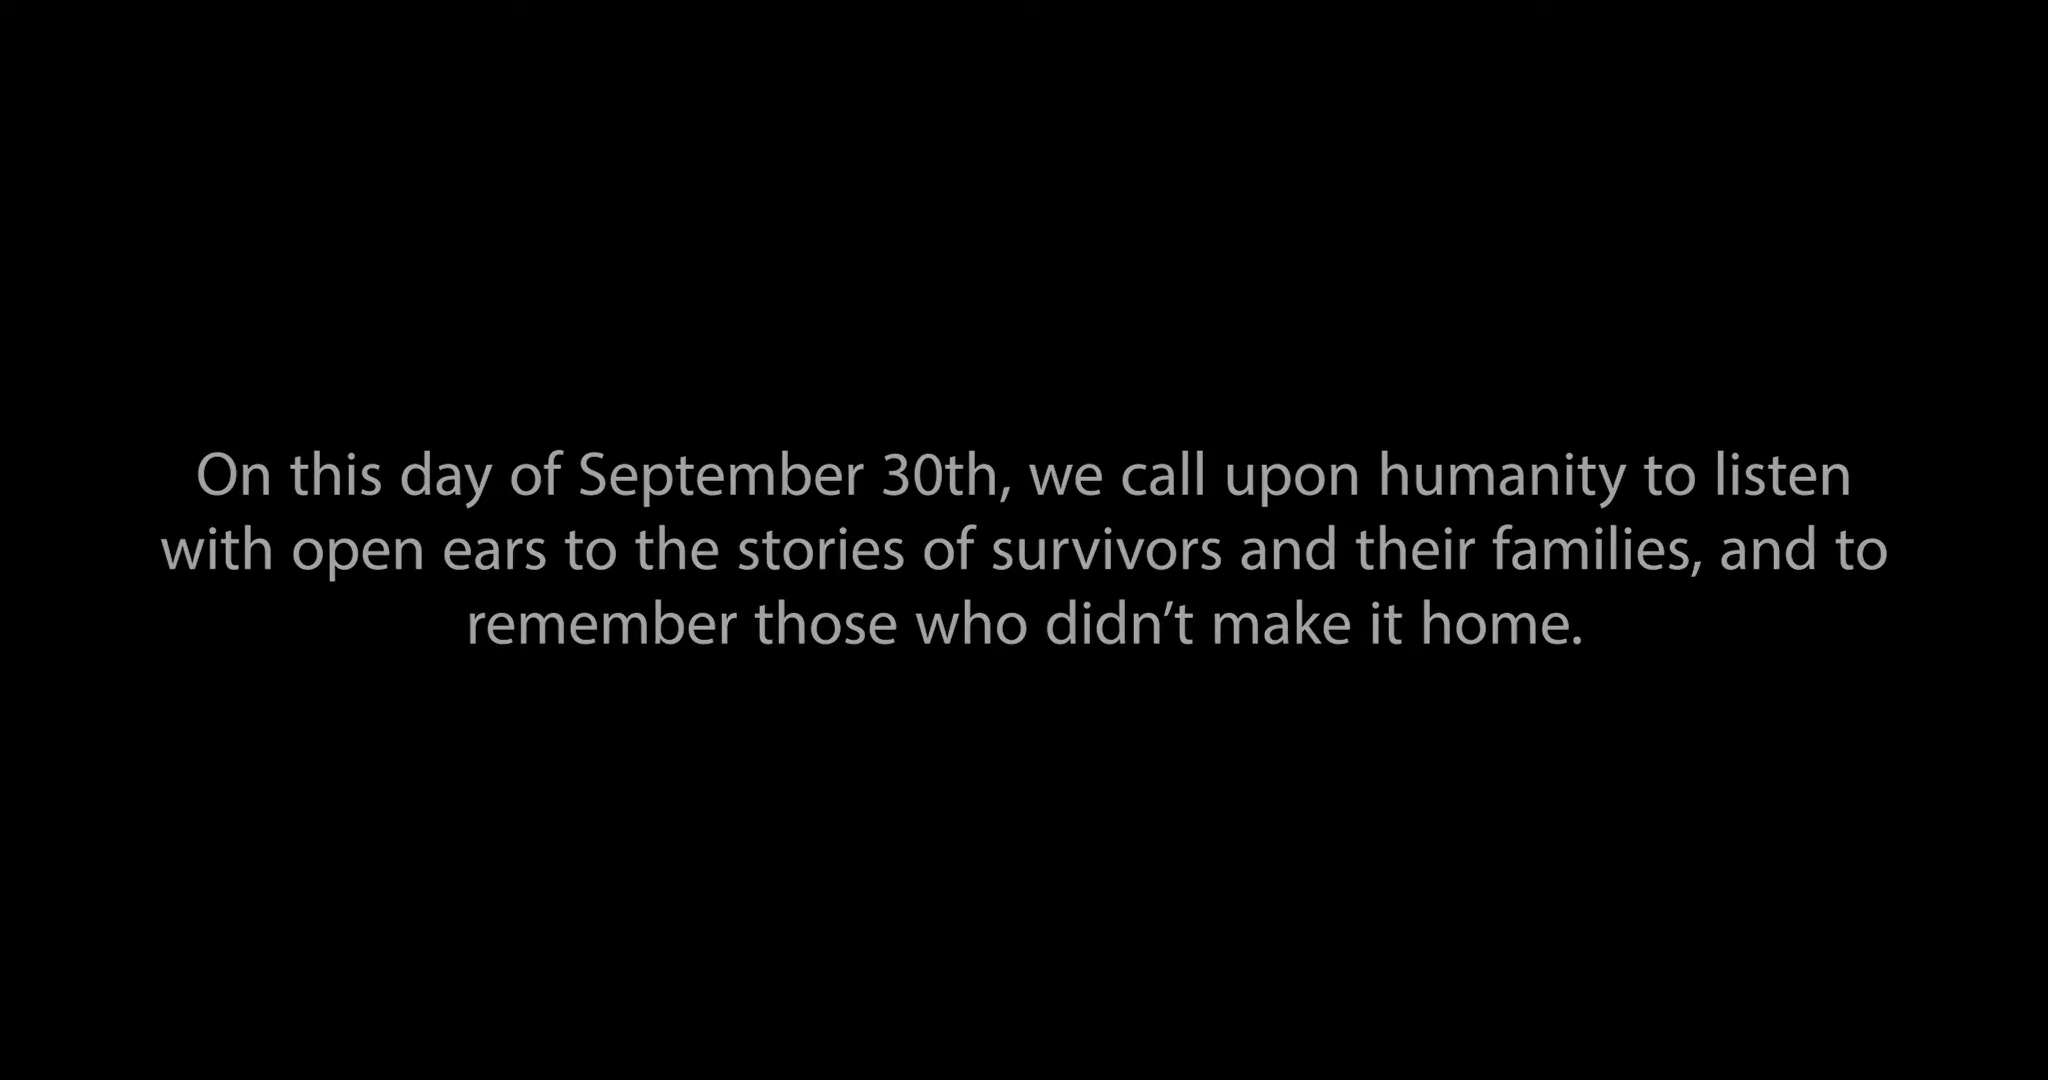 On this day of September 30th, we call upon humanity to listen
with open ears to the stories of survivors and their families, and to
remember those who didn’t make it home.